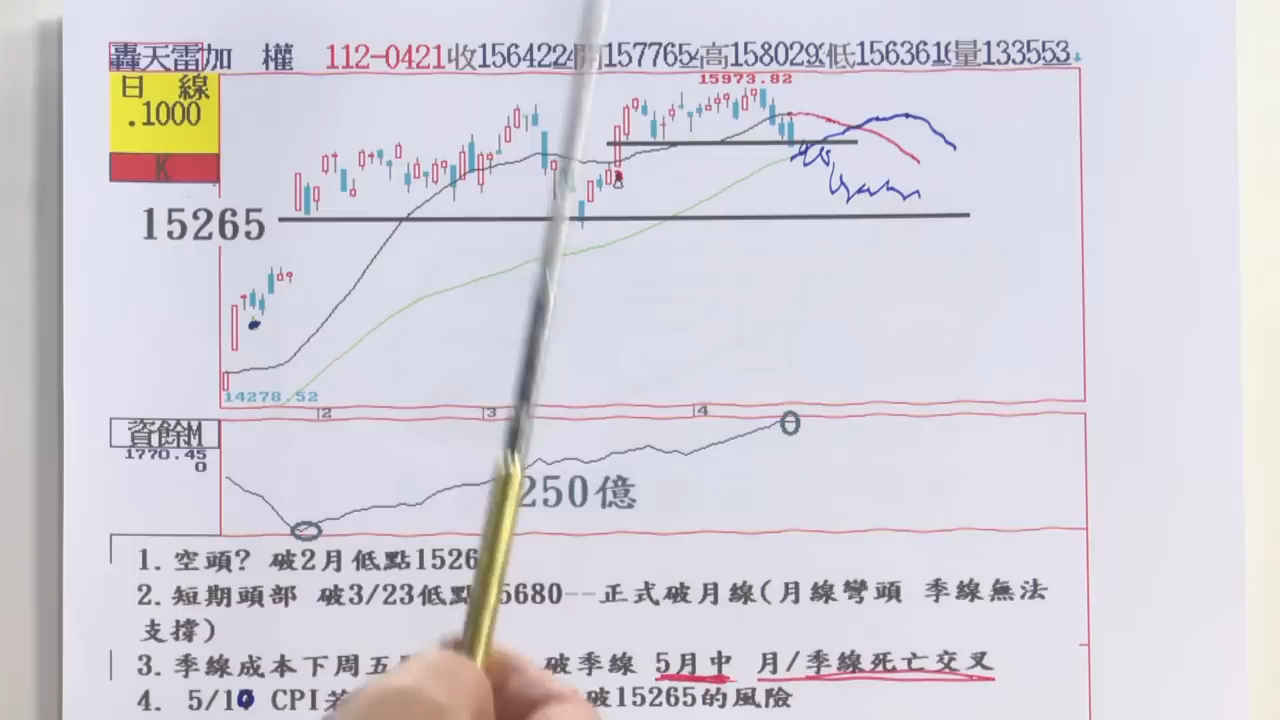 轟天雷加 權 112-0421收156422 157765高158029 低156361 量133553
日 線
.1000
K
15973.82
15265
14278.52
2 3 4
資餘M
1770.45
0
250億
1. 空頭? 破2月低點1526
2. 短期頭部 破3/23低 5680--正式破月線(月線彎頭 季線無法
支撐)
3. 季線成本下周五 破季線 5月中 月/季線死亡交叉
4. 5/10 CPI 破15265的風險